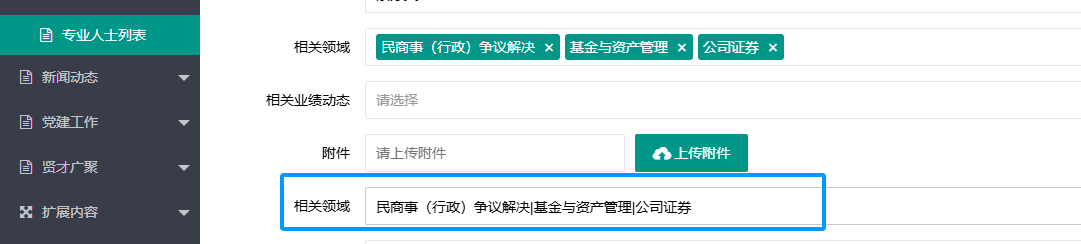 专业人士列表
新闻动态
党建工作
贤才广聚
扩展内容
相关领域
民商事（行政）争议解决 × 基金与资产管理 × 公司证券 ×
相关业绩动态
请选择
附件
请上传附件
上传附件
相关领域
民商事（行政）争议解决|基金与资产管理|公司证券